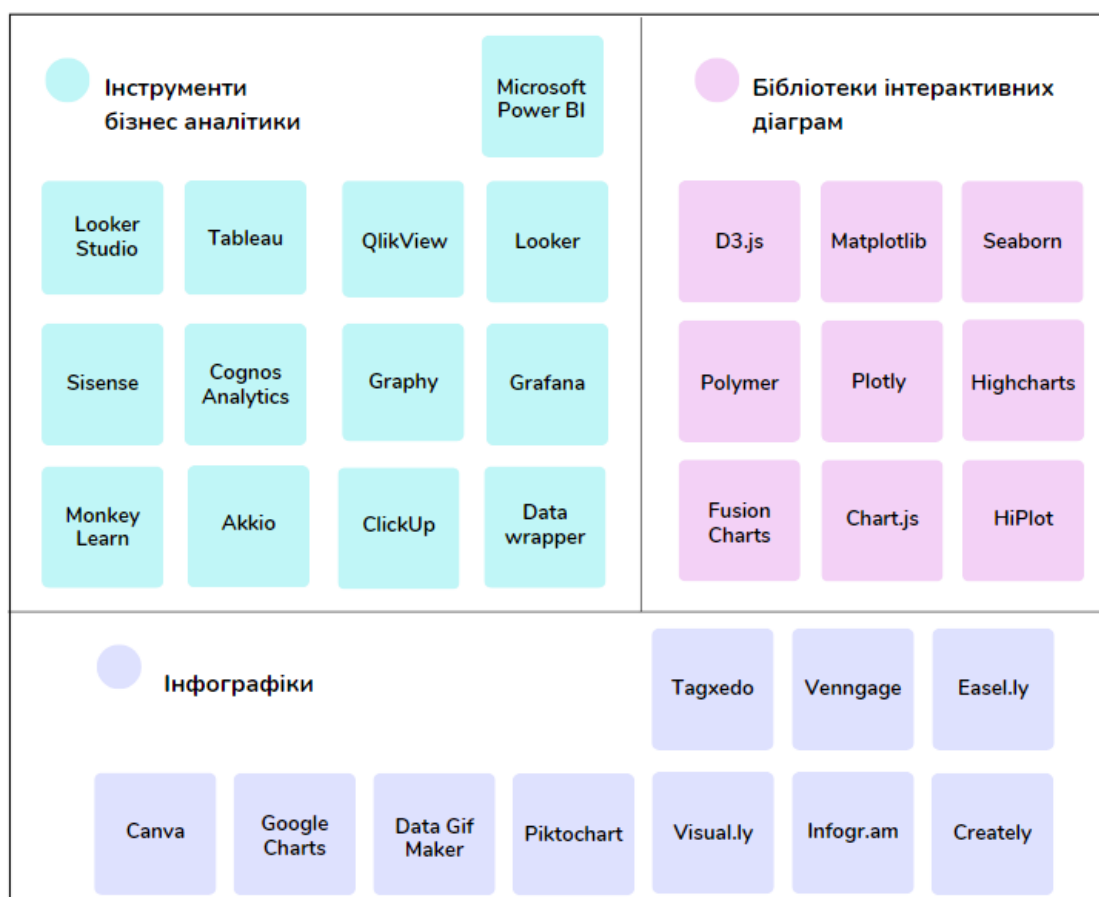 Інструменти
бізнес аналітики
Microsoft
Power BI
Looker
Studio
Tableau
QlikView
Looker
Sisense
Cognos
Analytics
Graphy
Grafana
Monkey
Learn
Akkio
ClickUp
Data
wrapper
Бібліотеки інтерактивних
діаграм
D3.js
Matplotlib
Seaborn
Polymer
Plotly
Highcharts
Fusion
Charts
Chart.js
HiPlot
Інфографіки
Tagxedo
Venngage
Easel.ly
Canva
Google
Charts
Data Gif
Maker
Piktochart
Visual.ly
Infogr.am
Creately